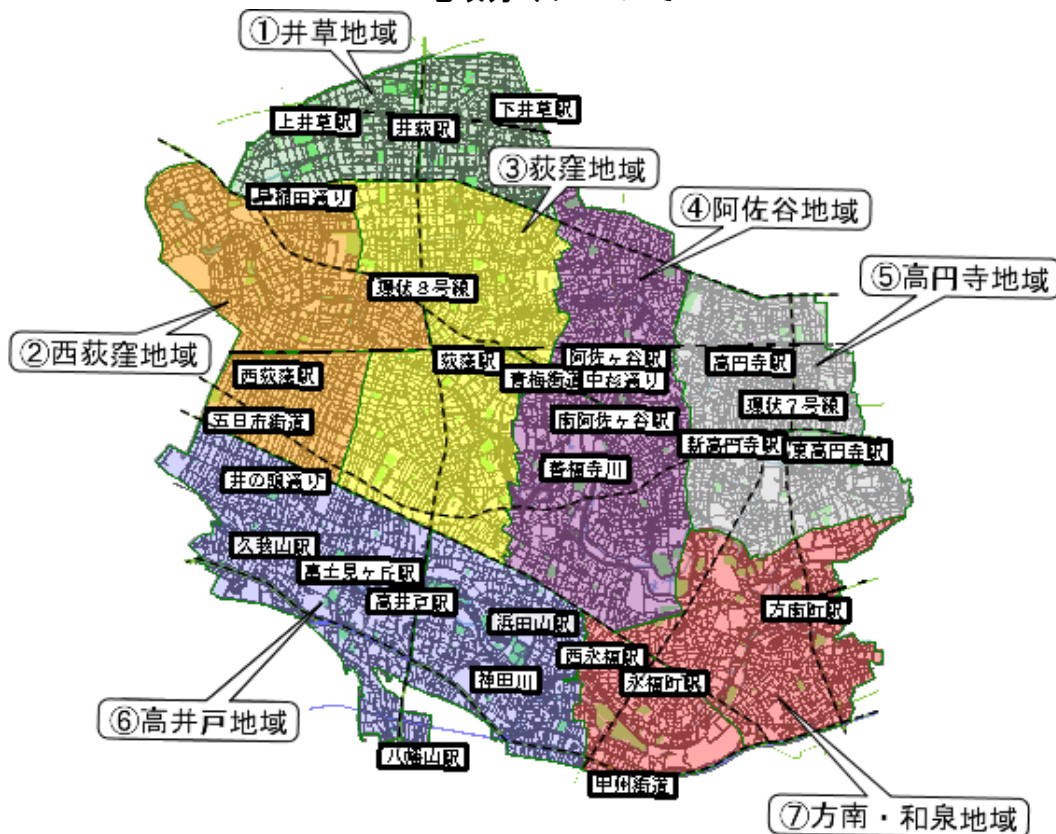 ①井草地域
上井草駅
井荻駅
下井草駅
③荻窪地域
早稲田通り
④阿佐谷地域
⑤高円寺地域
環状8号線
②西荻窪地域
荻窪駅
阿佐ヶ谷駅
高円寺駅
西荻窪駅
青梅街道
中杉通り
五日市街道
南阿佐ヶ谷駅
環状7号線
新高円寺駅
東高円寺駅
井の頭通り
善福寺川
久我山駅
富士見ヶ丘駅
高井戸駅
浜田山駅
方南町駅
西永福駅
神田川
永福町駅
⑥高井戸地域
八幡山駅
甲州街道
⑦方南・和泉地域